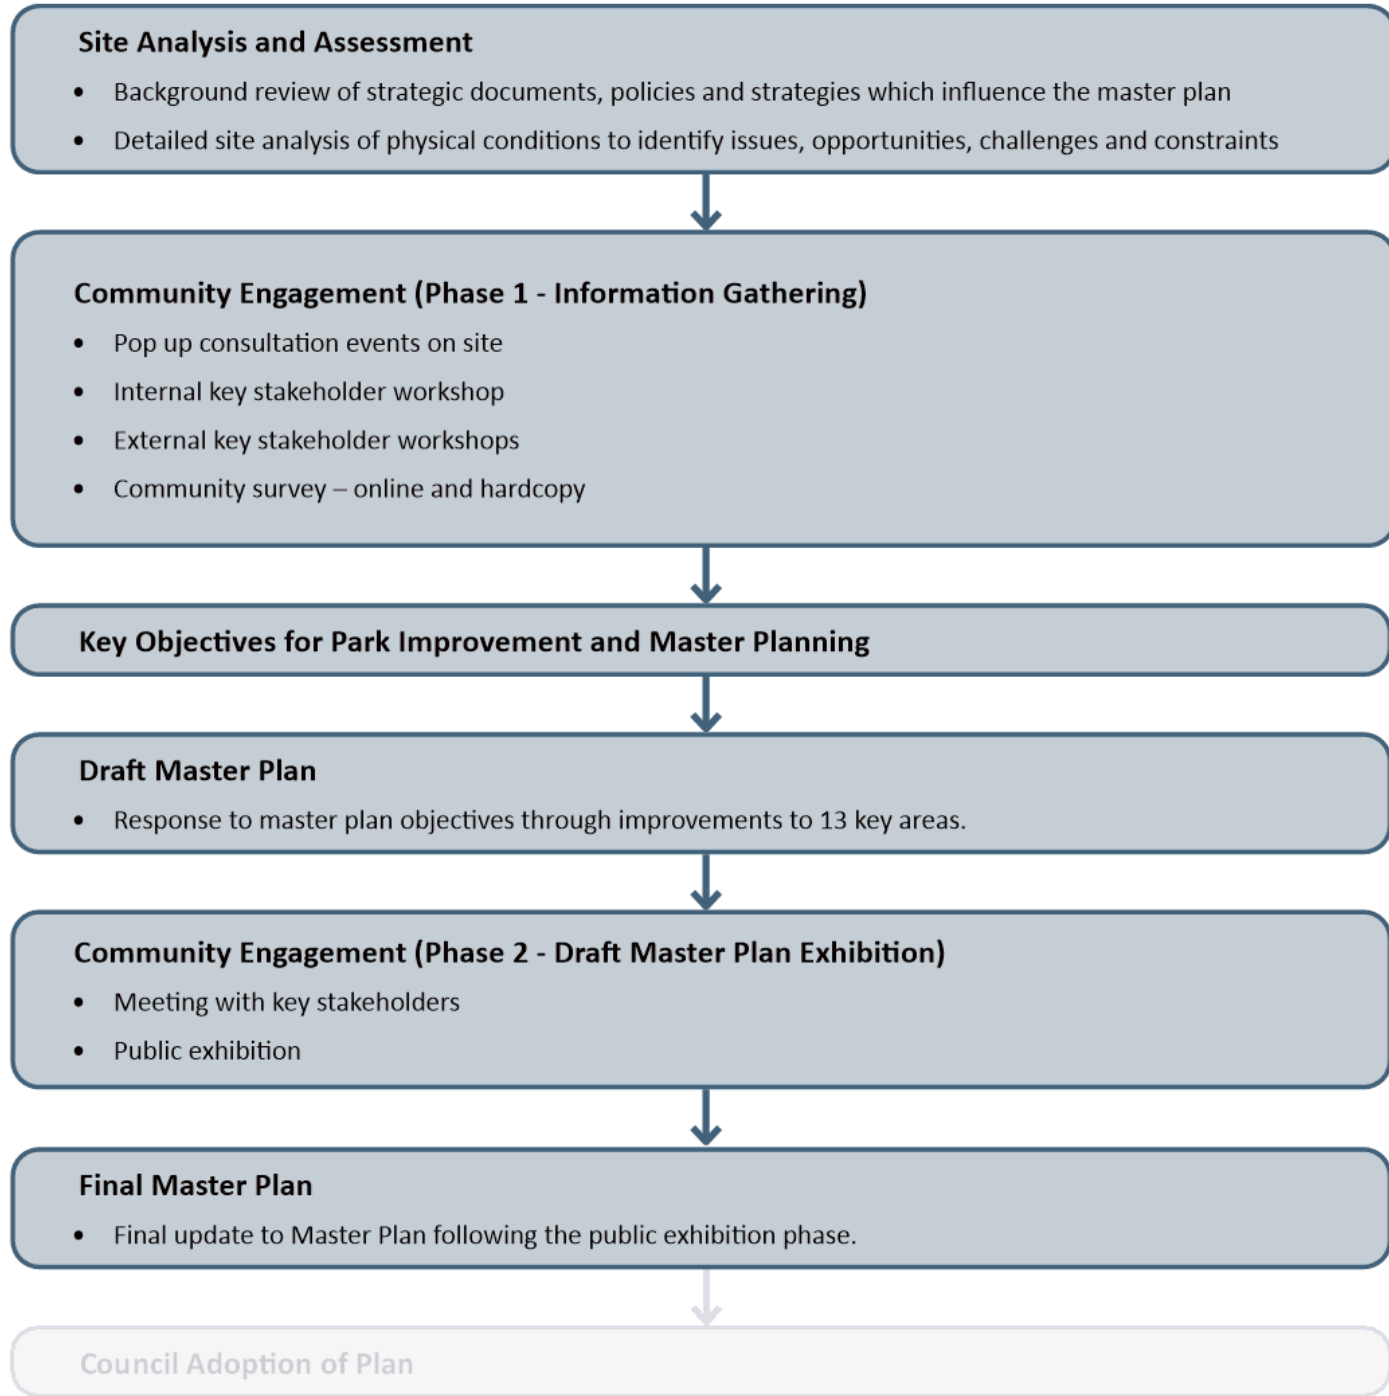 Site Analysis and Assessment
• Background review of strategic documents, policies and strategies which influence the master plan
• Detailed site analysis of physical conditions to identify issues, opportunities, challenges and constraints
Community Engagement (Phase 1 - Information Gathering)
• Pop up consultation events on site
• Internal key stakeholder workshop
• External key stakeholder workshops
• Community survey – online and hardcopy
Key Objectives for Park Improvement and Master Planning
Draft Master Plan
• Response to master plan objectives through improvements to 13 key areas.
Community Engagement (Phase 2 - Draft Master Plan Exhibition)
• Meeting with key stakeholders
• Public exhibition
Final Master Plan
• Final update to Master Plan following the public exhibition phase.
Council Adoption of Plan